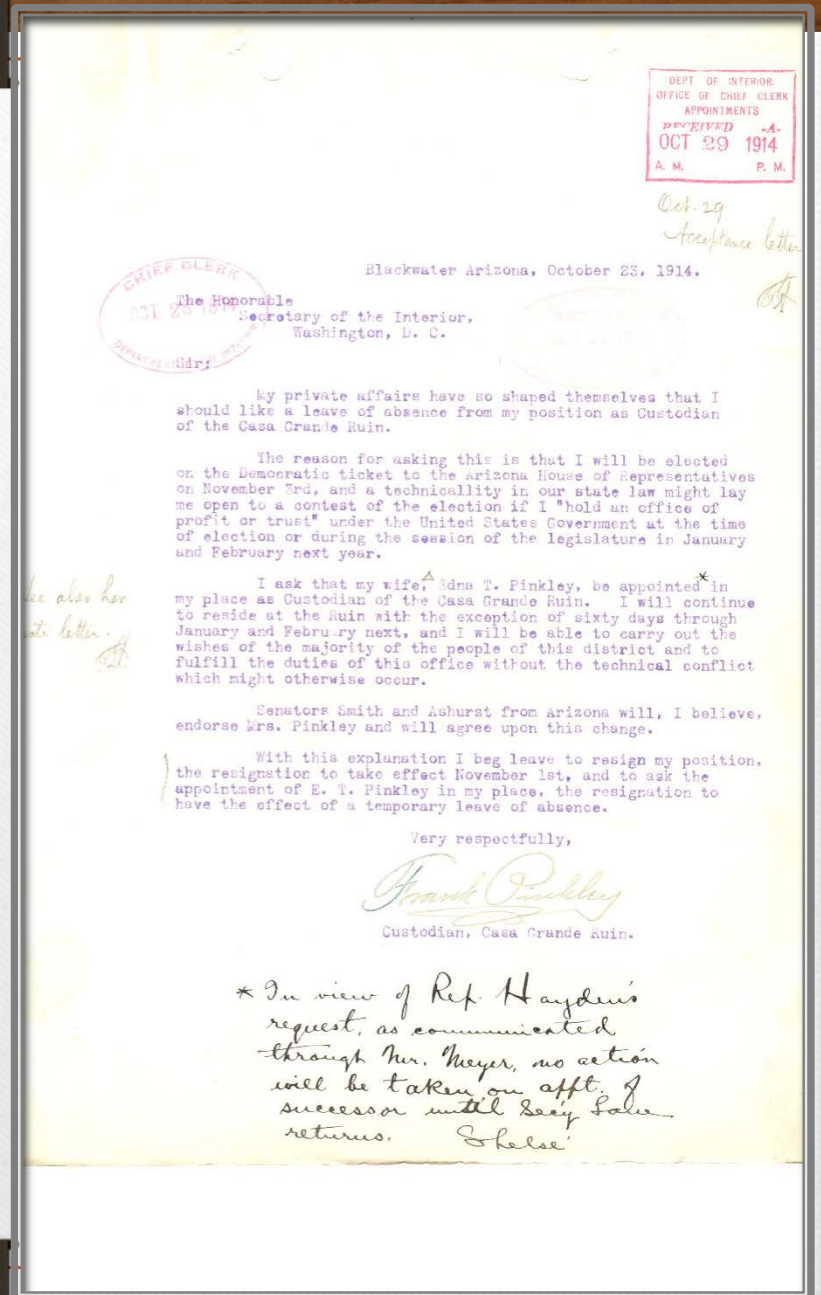 DEPT OF INTERIOR
OFFICE OF CHIEF CLERK
APPOINTMENTS
RECEIVED -A-
OCT 29 1914
A. M. P. M.
Oct. 29
Acceptance letter
Blackwater Arizona, October 23, 1914.
CHIEF CLERK
The Honorable
Secretary of the Interior,
Washington, D. C.
Sdr;
My private affairs have so shaped themselves that I
should like a leave of absence from my position as Custodian
of the Casa Grande Ruin.
The reason for asking this is that I will be elected
on the Democratic ticket to the Arizona House of Representatives
on November 3rd, and a technicallity in our state law might lay
me open to a contest of the election if I "hold an office of
profit or trust" under the United States Government at the time
of election or during the session of the legislature in January
and February next year.
I ask that my wife, Edna T. Pinkley, be appointed * in
my place as Custodian of the Casa Grande Ruin. I will continue
to reside at the Ruin with the exception of sixty days through
January and February next, and I will be able to carry out the
wishes of the majority of the people of this district and to
fulfill the duties of this office without the technical conflict
which might otherwise occur.
see also her
letter.
Senators Smith and Ashurst from Arizona will, I believe,
endorse Mrs. Pinkley and will agree upon this change.
With this explanation I beg leave to resign my position,
the resignation to take effect November 1st, and to ask the
appointment of E. T. Pinkley in my place, the resignation to
have the effect of a temporary leave of absence.
Very respectfully,
Frank Pinkley
Custodian, Casa Grande Ruin.
* In view of Rep. Hayden's
request, as communicated
through Mr. Meyer, no action
will be taken on appt. of
successor until Sec'y Lane
returns.